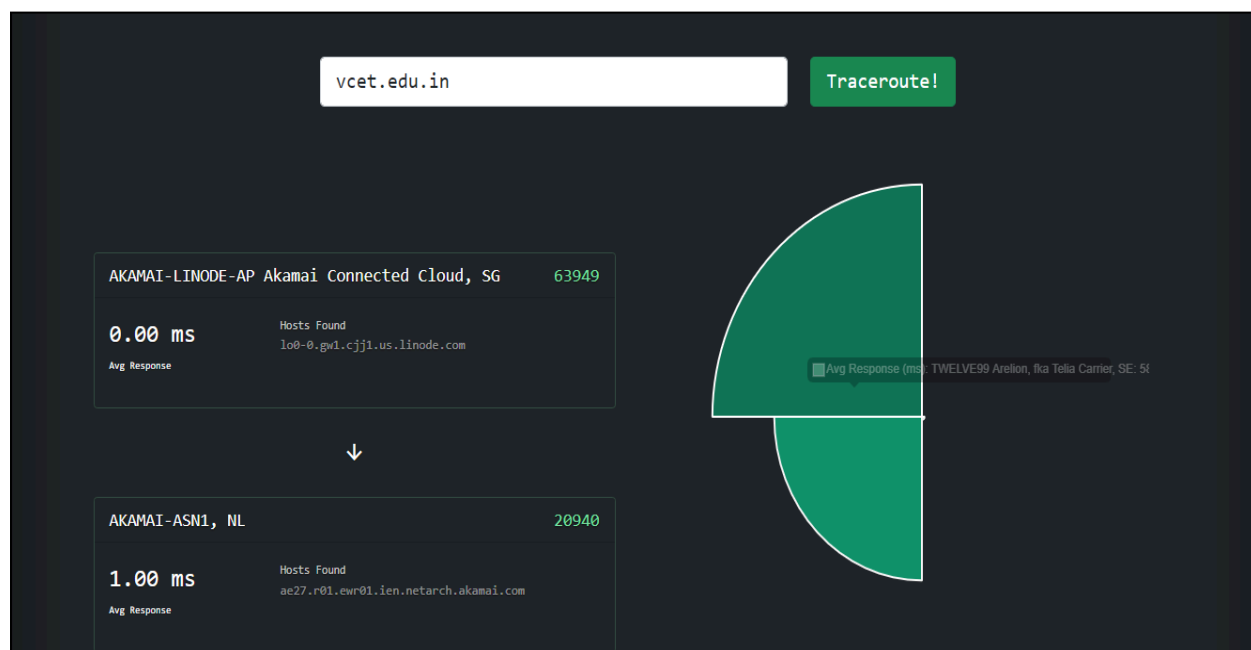 vcet.edu.in
Traceroute!
AKAMAI-LINODE-AP Akamai Connected Cloud, SG 63949
0.00 ms
Avg Response
Hosts Found
lo0-0.gw1.cjj1.us.linode.com
Avg Response (ms): TWELVE99 Arelion, fka Telia Carrier, SE: 58
↓
AKAMAI-ASN1, NL 20940
1.00 ms
Avg Response
Hosts Found
ae27.r01.ewr01.ien.netarch.akamai.com